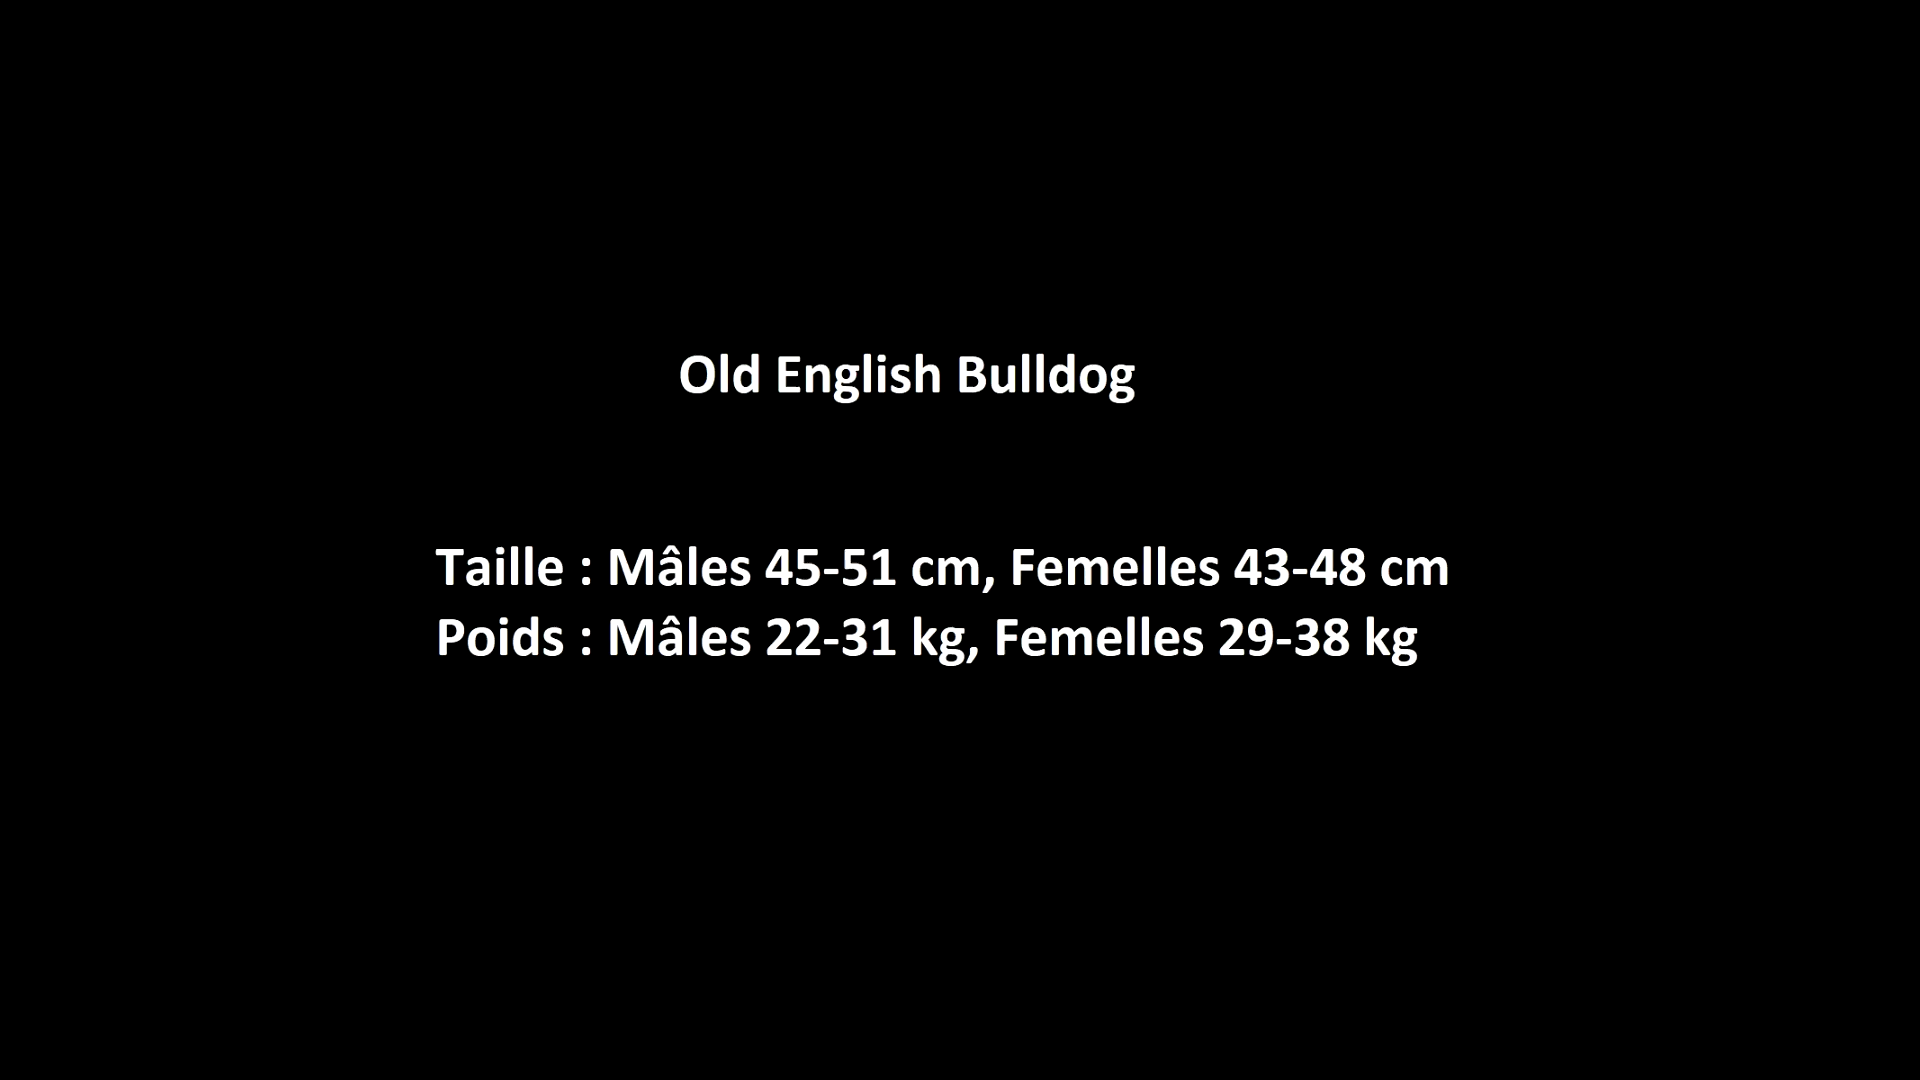 Old English Bulldog
Taille : Mâles 45-51 cm, Femelles 43-48 cm
Poids : Mâles 22-31 kg, Femelles 29-38 kg